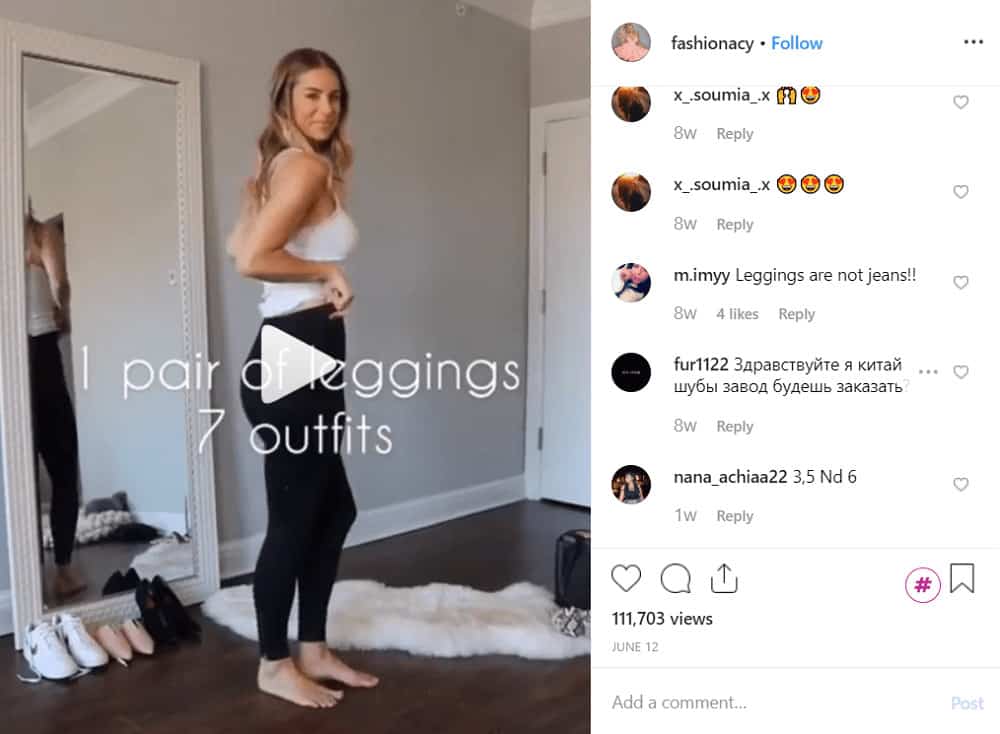 1 pair of leggings
7 outfits
fashionacy • Follow
x_.soumia_.x 🙌😍
8w Reply
x_.soumia_.x 😍😍😍
8w Reply
m.imyy Leggings are not jeans!!
8w 4 likes Reply
fur1122 Здравствуйте я китай
шубы завод будешь заказать?
8w Reply
nana_achiaa22 3,5 Nd 6
1w Reply
#
111,703 views
JUNE 12
Add a comment... Post